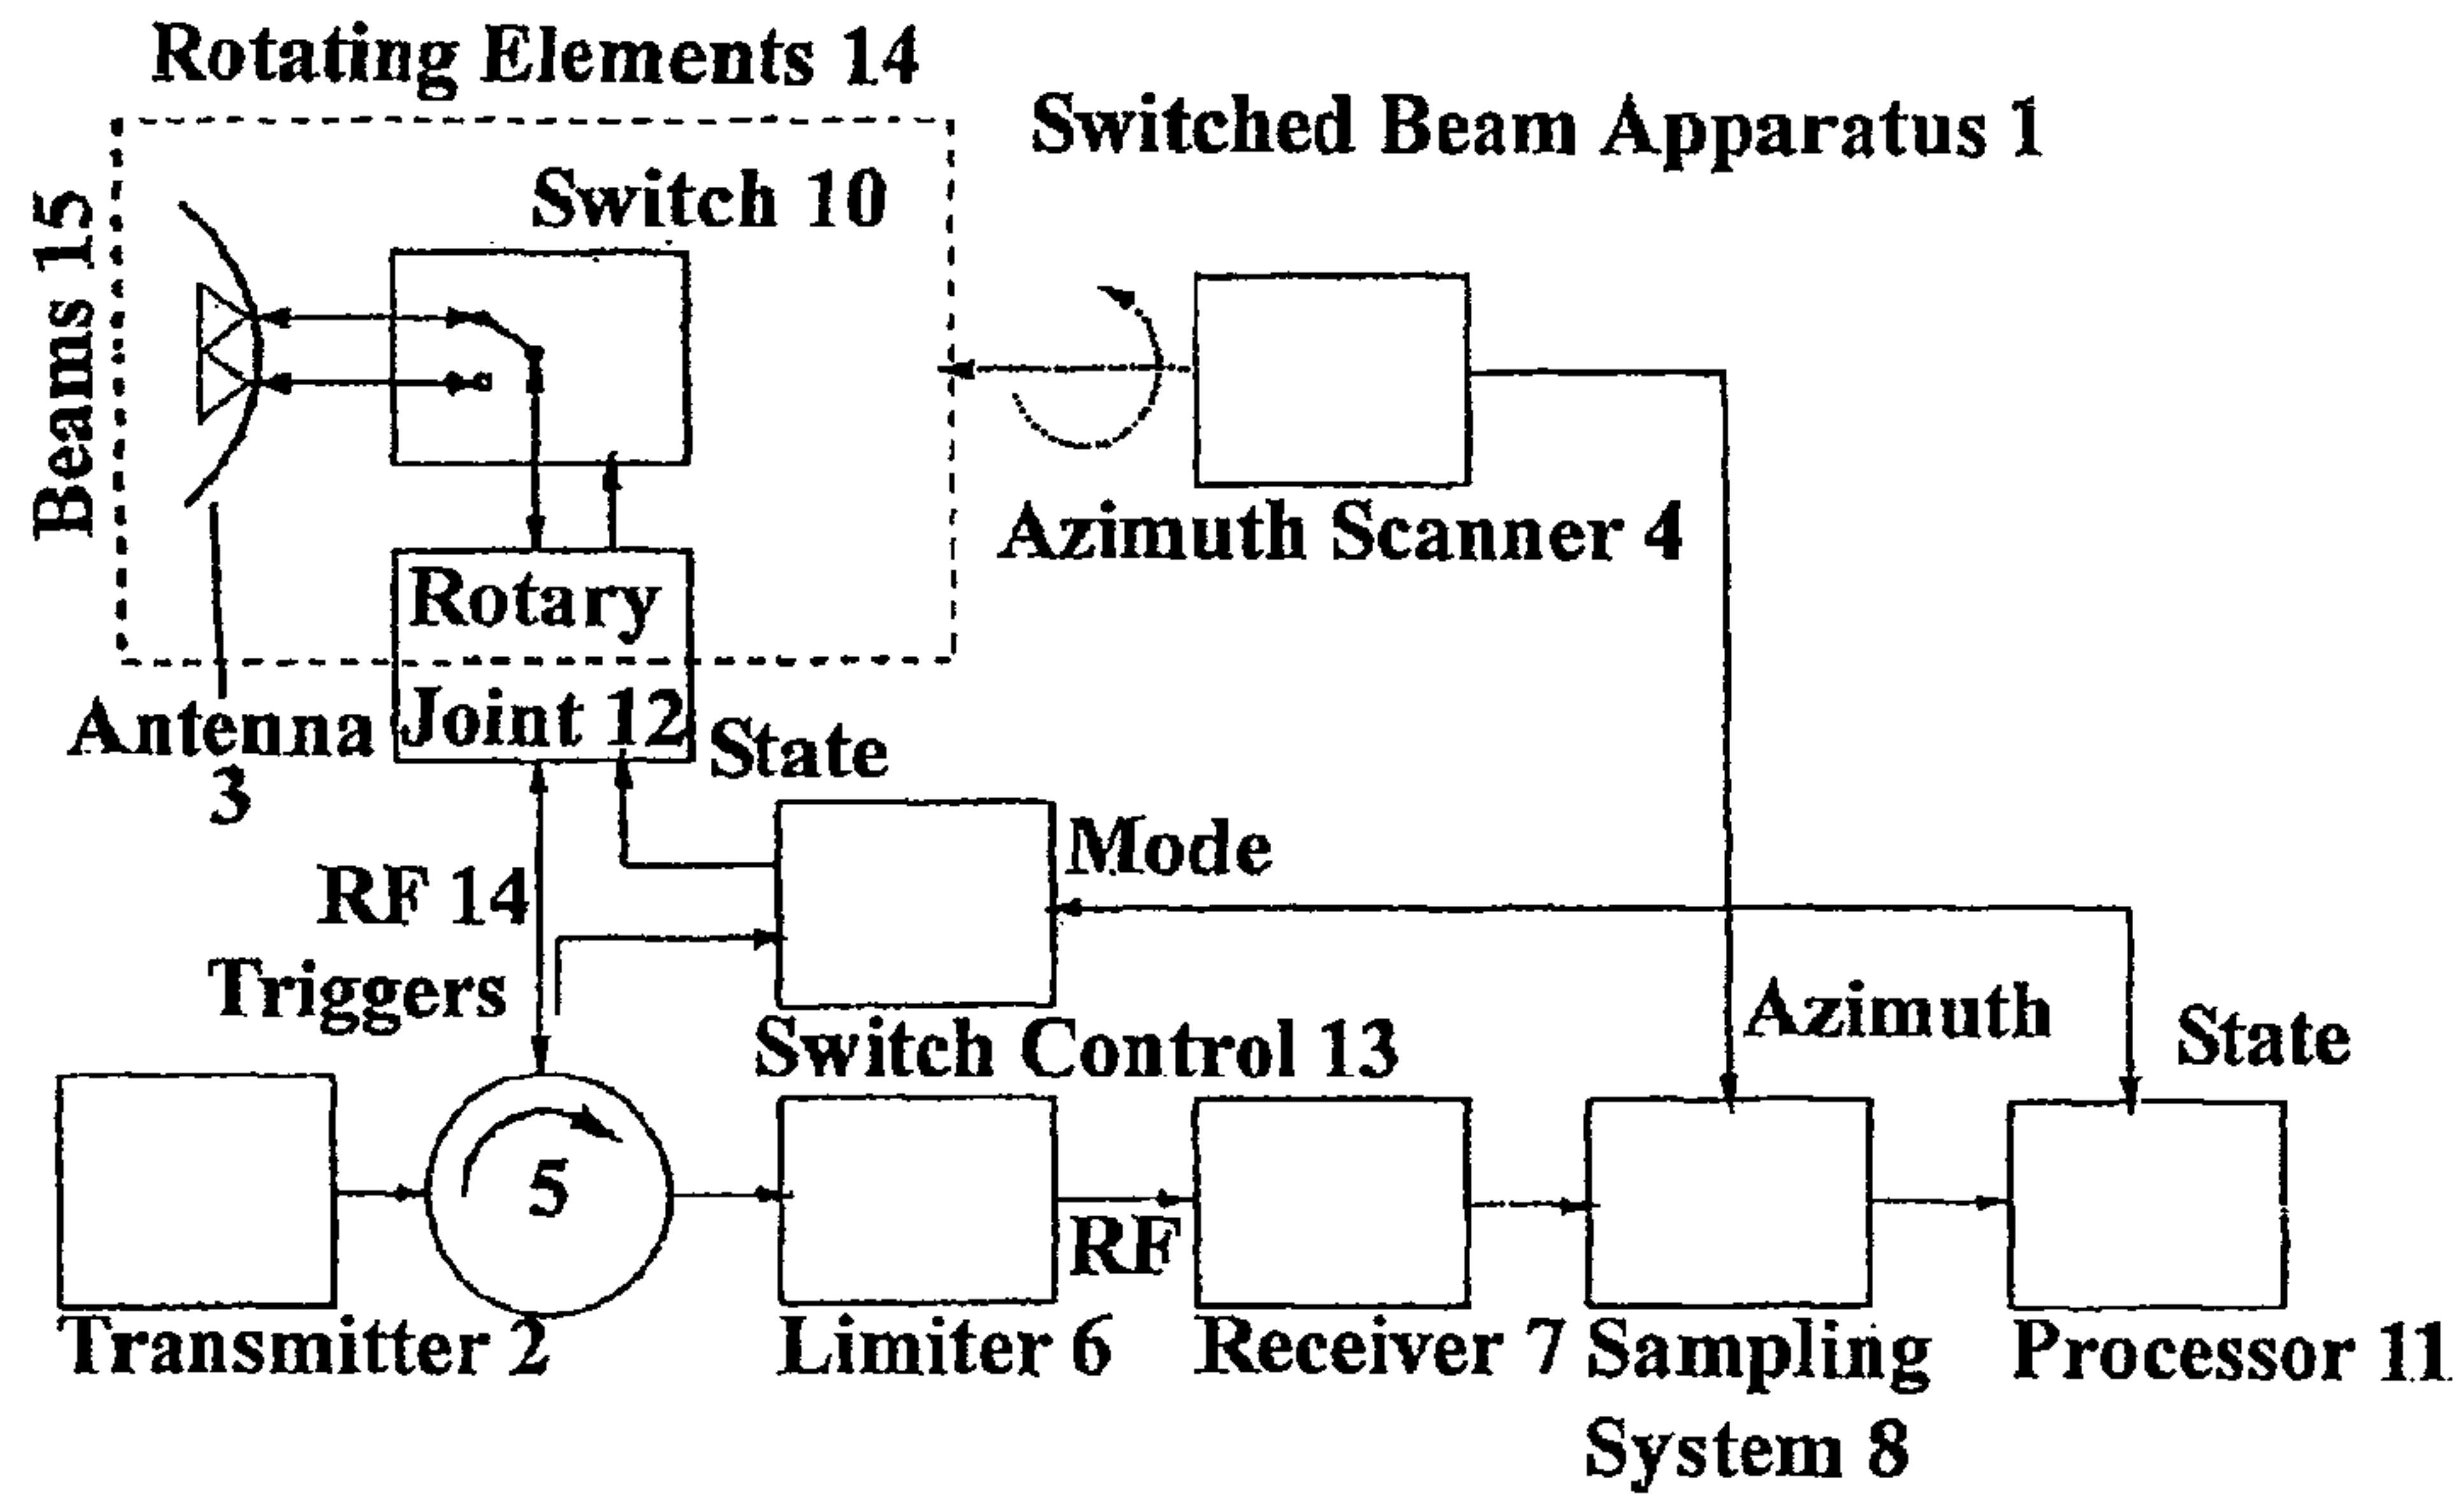 Rotating Elements 14
Switched Beam Apparatus 1
Switch 10
Beams 15
Azimuth Scanner 4
Rotary
Joint 12
Antenna
3
State
Mode
RF 14
Triggers
Switch Control 13
Azimuth
State
5
RF
Transmitter 2
Limiter 6
Receiver 7
Sampling
System 8
Processor 11